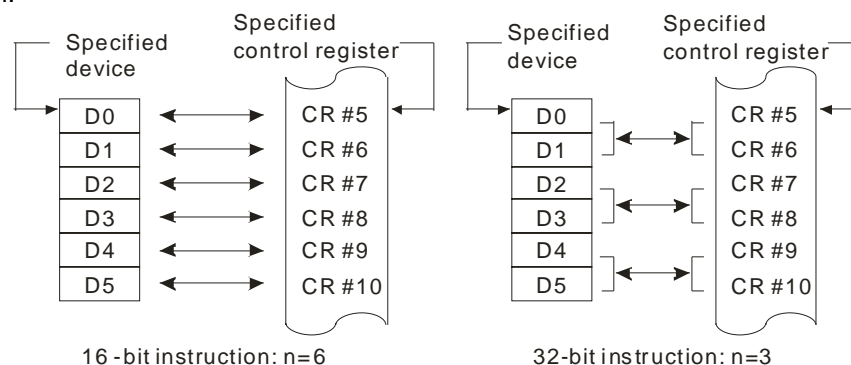 Specified
device
Specified
control register
D0
D1
D2
D3
D4
D5
CR #5
CR #6
CR #7
CR #8
CR #9
CR #10
16-bit instruction: n=6
Specified
device
Specified
control register
D0
D1
D2
D3
D4
D5
CR #5
CR #6
CR #7
CR #8
CR #9
CR #10
32-bit instruction: n=3